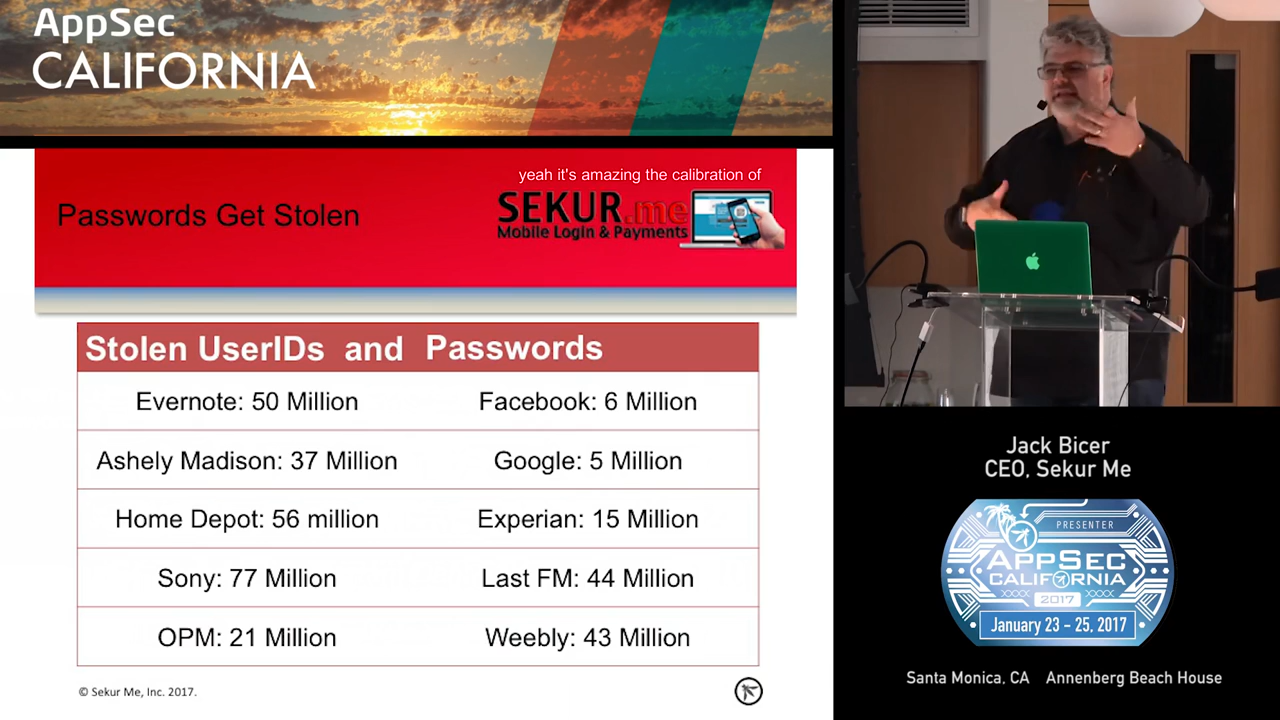 AppSec
CALIFORNIA
yeah it's amazing the calibration of
Passwords Get Stolen
SEKUR.me
Mobile Login & Payments
Stolen UserIDs and Passwords
Evernote: 50 Million Facebook: 6 Million
Ashely Madison: 37 Million Google: 5 Million
Home Depot: 56 million Experian: 15 Million
Sony: 77 Million Last FM: 44 Million
OPM: 21 Million Weebly: 43 Million
© Sekur Me, Inc. 2017.
Jack Bicer
CEO, Sekur Me
PRESENTER
APPSEC
CALIFORNIA
XXXX 2017 XXXX
January 23 - 25, 2017
Santa Monica, CA Annenberg Beach House